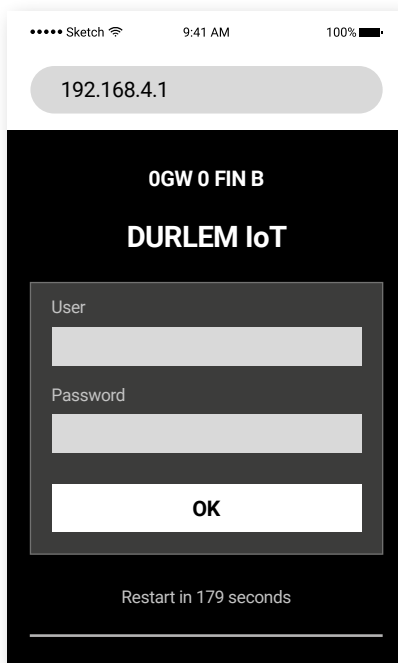 Sketch 9:41 AM 100%
192.168.4.1
0GW 0 FIN B
DURLEM IoT
User
Password
OK
Restart in 179 seconds